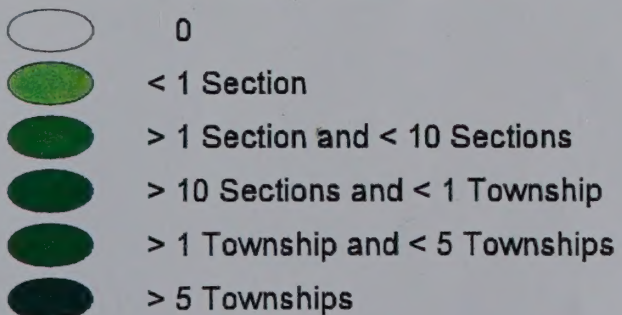 0
< 1 Section
> 1 Section and < 10 Sections
> 10 Sections and < 1 Township
> 1 Township and < 5 Townships
> 5 Townships